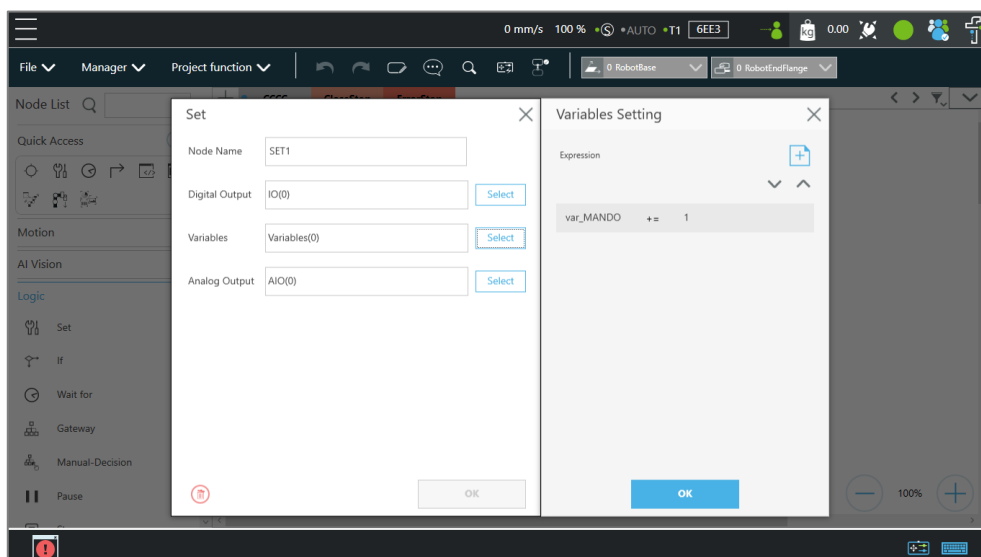 0 mm/s 100 % S AUTO T1 6EE3 kg 0.00
File Manager Project function 0 RobotBase 0 RobotEndFlange
Node List
Quick Access
Motion
AI Vision
Logic
Set
If
Wait for
Gateway
Manual-Decision
Pause
Set
Node Name SET1
Digital Output IO(0) Select
Variables Variables(0) Select
Analog Output AIO(0) Select
OK
Variables Setting
Expression
var_MANDO += 1
OK
100%